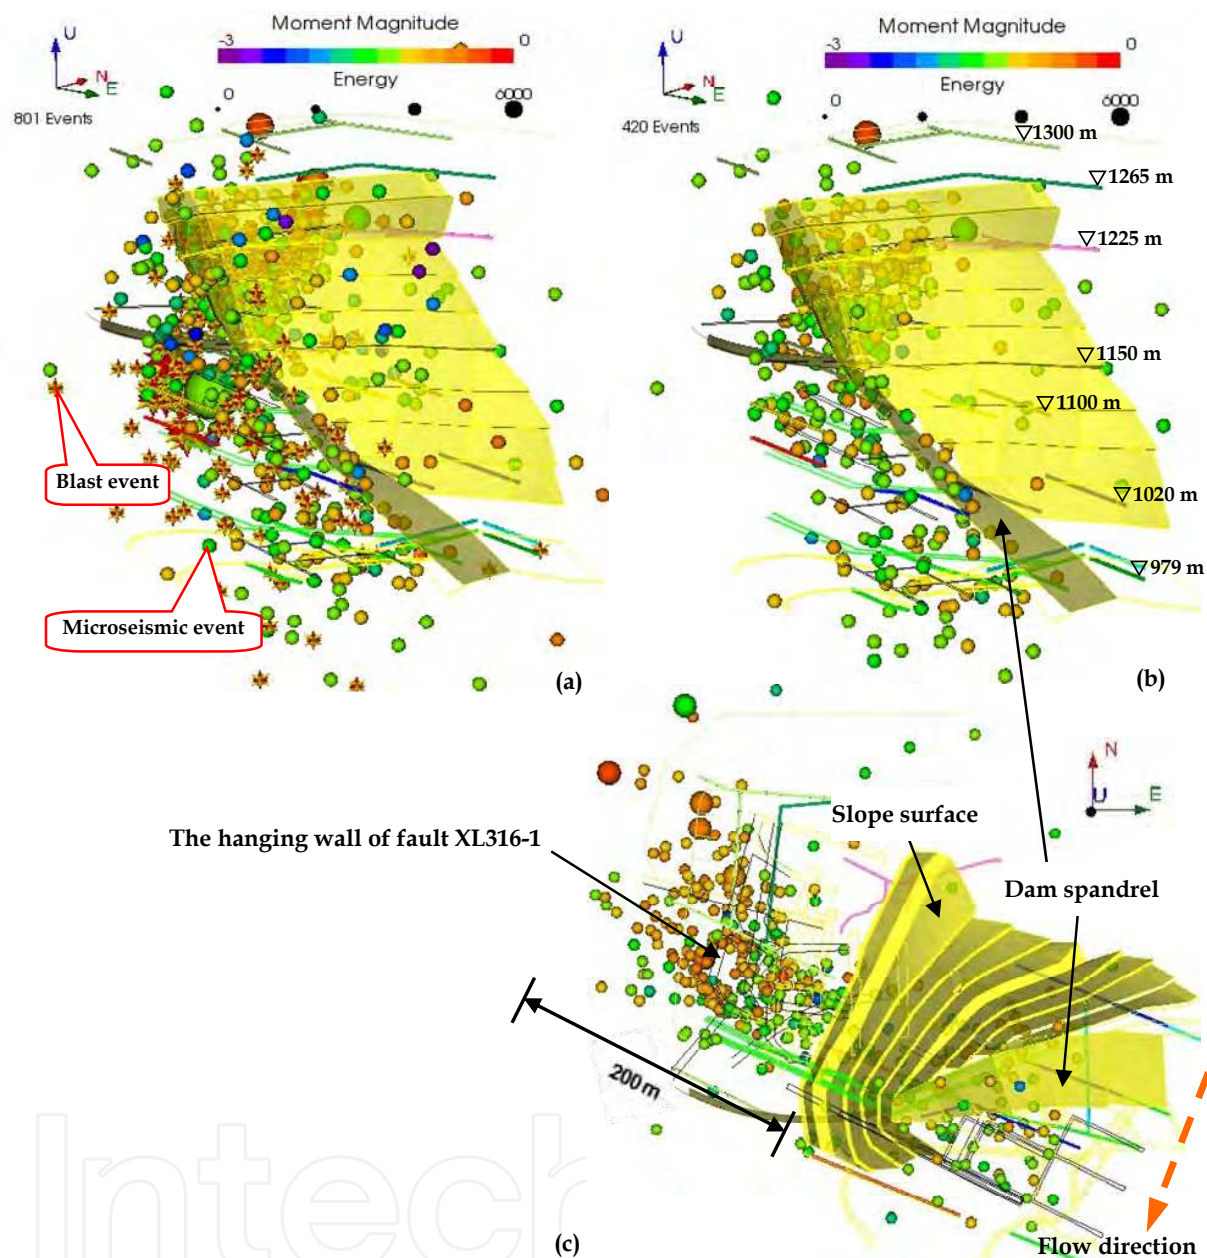 Moment Magnitude
-3
0
Energy
0
6000
U
N
E
801 Events
Blast event
Microseismic event
(a)
Moment Magnitude
-3
0
Energy
0
6000
U
N
E
420 Events
▽1300 m
▽1265 m
▽1225 m
▽1150 m
▽1100 m
▽1020 m
▽979 m
(b)
N
U
E
Slope surface
The hanging wall of fault XL316-1
Dam spandrel
200 m
Flow direction
(c)
Intech